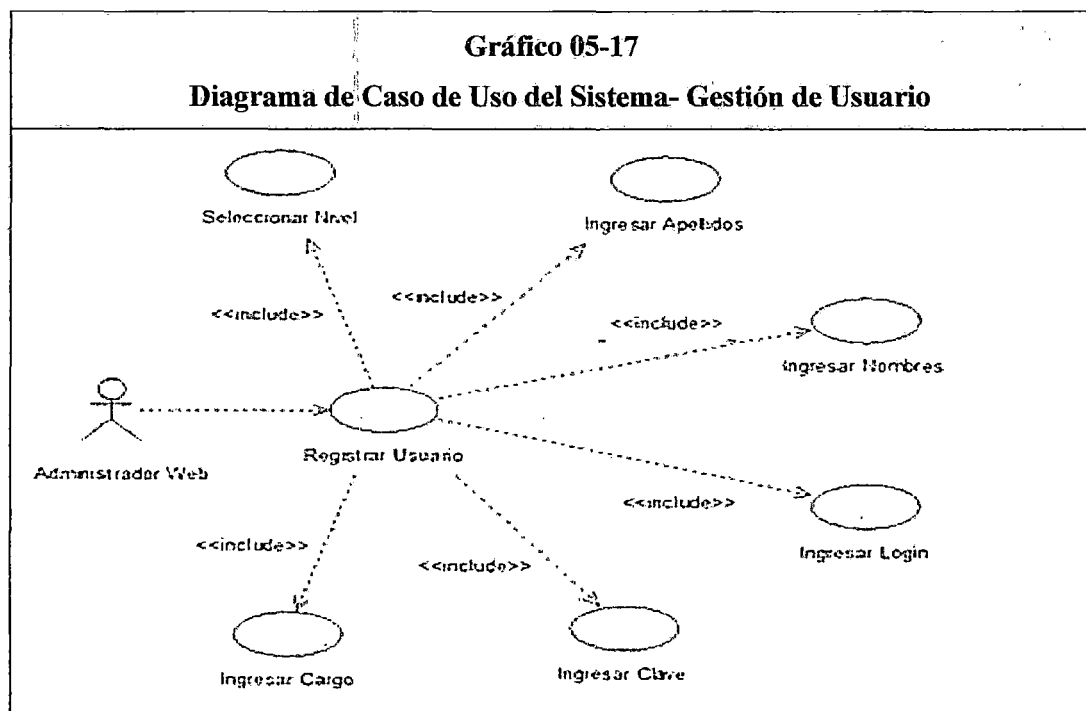 Gráfico 05-17
Diagrama de Caso de Uso del Sistema- Gestión de Usuario
Seleccionar Nivel
Ingresar Apellidos
<<include>>
<<include>>
<<include>>
Ingresar Nombres
Registrar Usuario
Administrador Web
<<include>>
<<include>>
<<include>>
Ingresar Login
Ingresar Cargo
Ingresar Clave